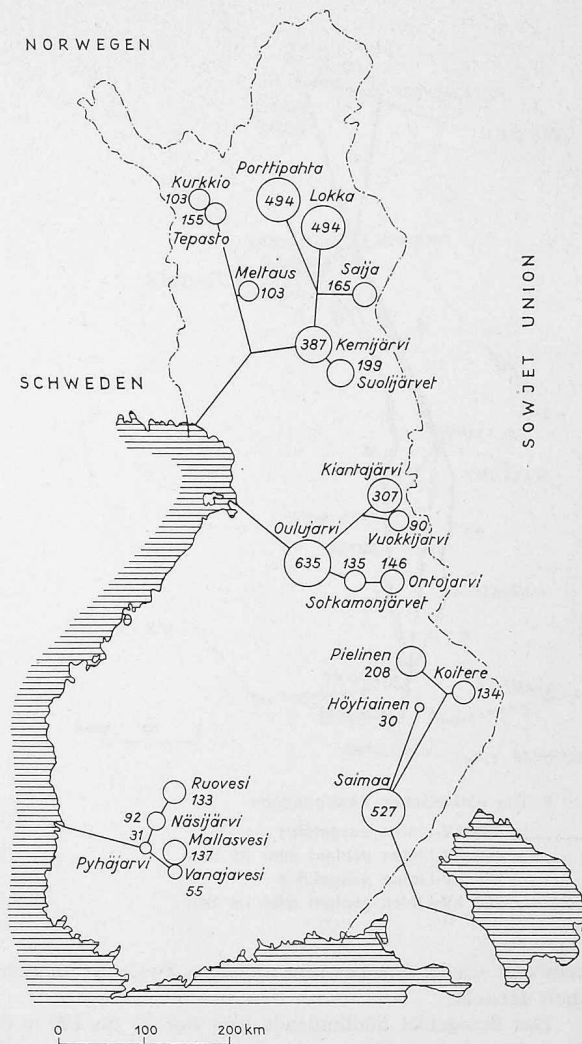 NORWEGEN
Porttipahta
494
Lokka
494
Kurkkio
103
155
Tepasto
Meltaus
103
Saija
165
387
Kemijärvi
199
Suolijärvet
SCHWEDEN
SOWJET UNION
Kiantajärvi
307
90
Vuokkijärvi
Oulujarvi
635
135
146
Ontojarvi
Sotkamonjärvet
Pielinen
208
Koitere
134
Höytiainen
30
Saimaa
527
Ruovesi
133
92
Näsijärvi
31
Mallasvesi
137
Pyhäjarvi
Vanajavesi
55
100
200 km